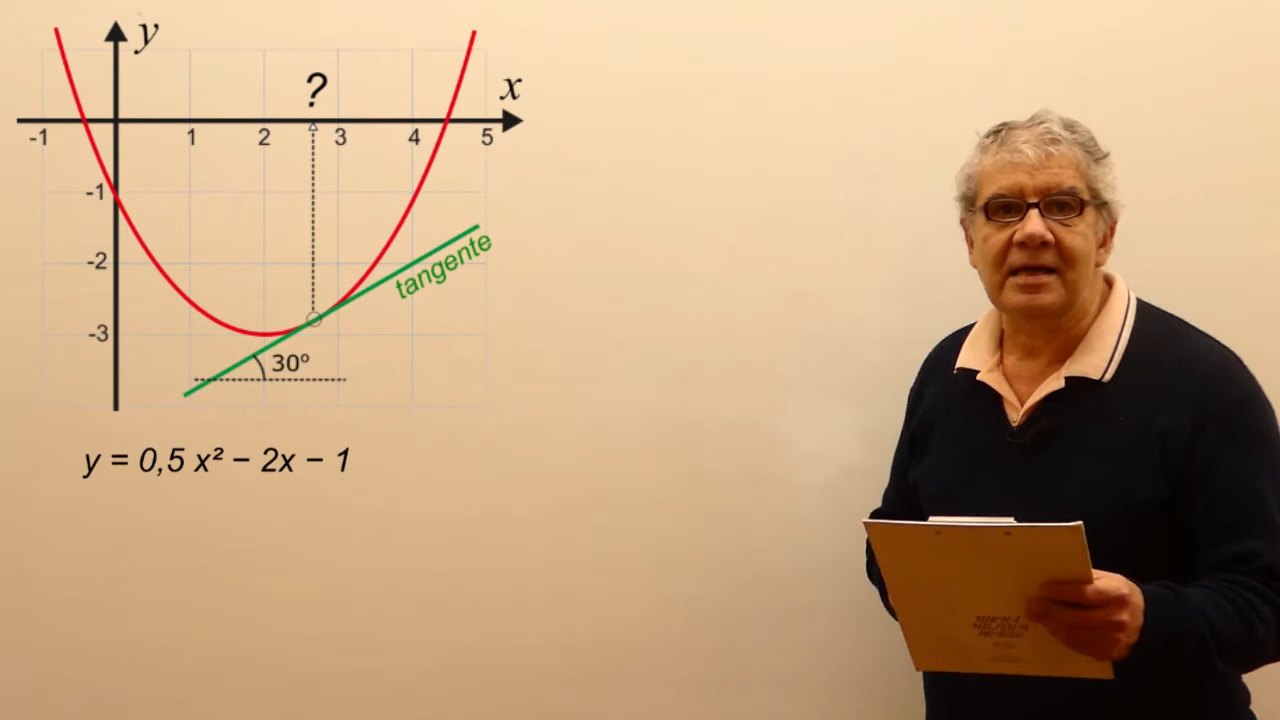 y
?
x
-1 1 2 3 4 5
-1
-2
tangente
-3
30º
y = 0,5 x² − 2x − 1